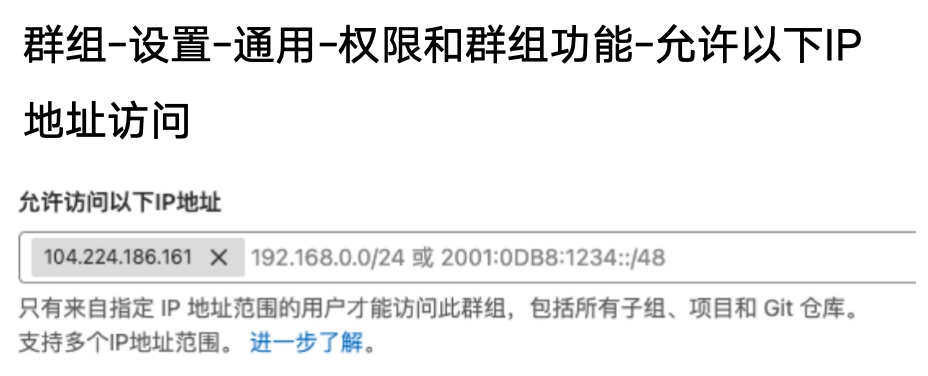 群组-设置-通用-权限和群组功能-允许以下IP
地址访问
允许访问以下IP地址
104.224.186.161 × 192.168.0.0/24 或 2001:0DB8:1234::/48
只有来自指定 IP 地址范围的用户才能访问此群组，包括所有子组、项目和 Git 仓库。
支持多个IP地址范围。 进一步了解。